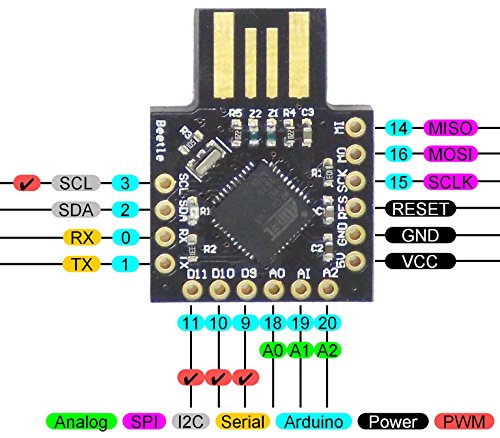 R5 Z2 Z1 R4 C3
Beetle
MI 14 MISO
MO 16 MOSI
SCK 15 SCLK
RES RESET
GND GND
5V VCC
✔ SCL 3 SCL
SDA 2 SDA
RX 0 RX
TX 1 TX
R1
R1
R2
C2
D11 D10 D9 A0 A1 A2
11 10 9 18 19 20
A0 A1 A2
✔ ✔ ✔
Analog SPI I2C Serial Arduino Power PWM